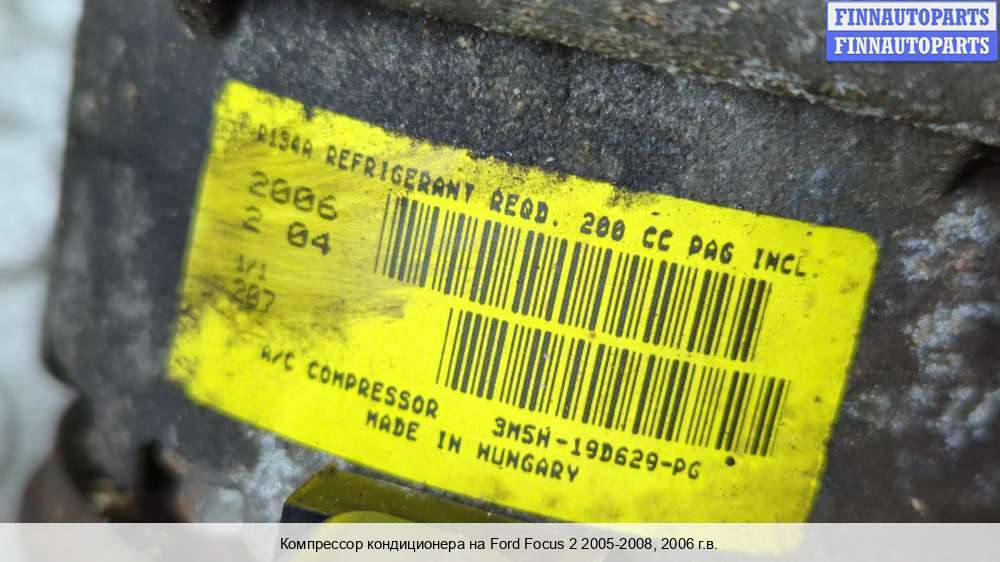 FINNAUTOPARTS
FINNAUTOPARTS
R134A REFRIGERANT REQD. 200 CC PAG INCL.
2006
2 04
1/1
207
A/C COMPRESSOR 3M5H-19D629-PG
MADE IN HUNGARY
Компрессор кондиционера на Ford Focus 2 2005-2008, 2006 г.в.